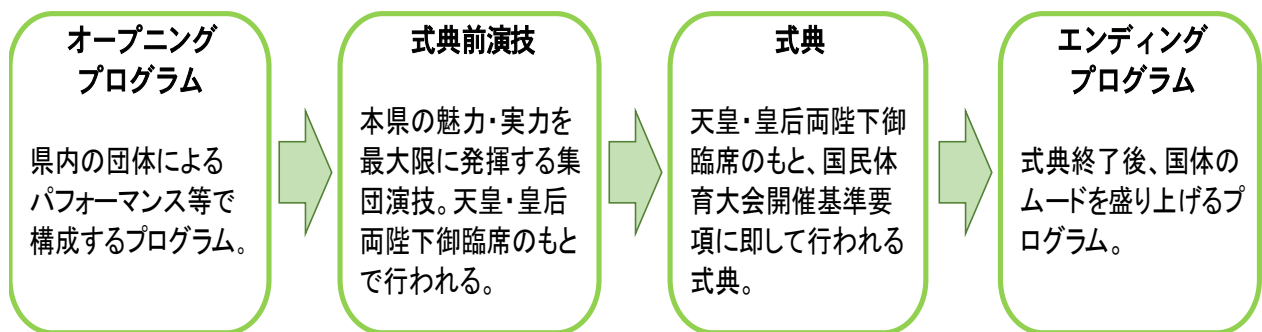 オープニング
プログラム
県内の団体による
パフォーマンス等で
構成するプログラム。
式典前演技
本県の魅力・実力を
最大限に発揮する集
団演技。天皇・皇后
両陛下御臨席のもと
で行われる。
式典
天皇・皇后両陛下御
臨席のもと、国民体
育大会開催基準要
項に即して行われる
式典。
エンディング
プログラム
式典終了後、国体の
ムードを盛り上げるプ
ログラム。